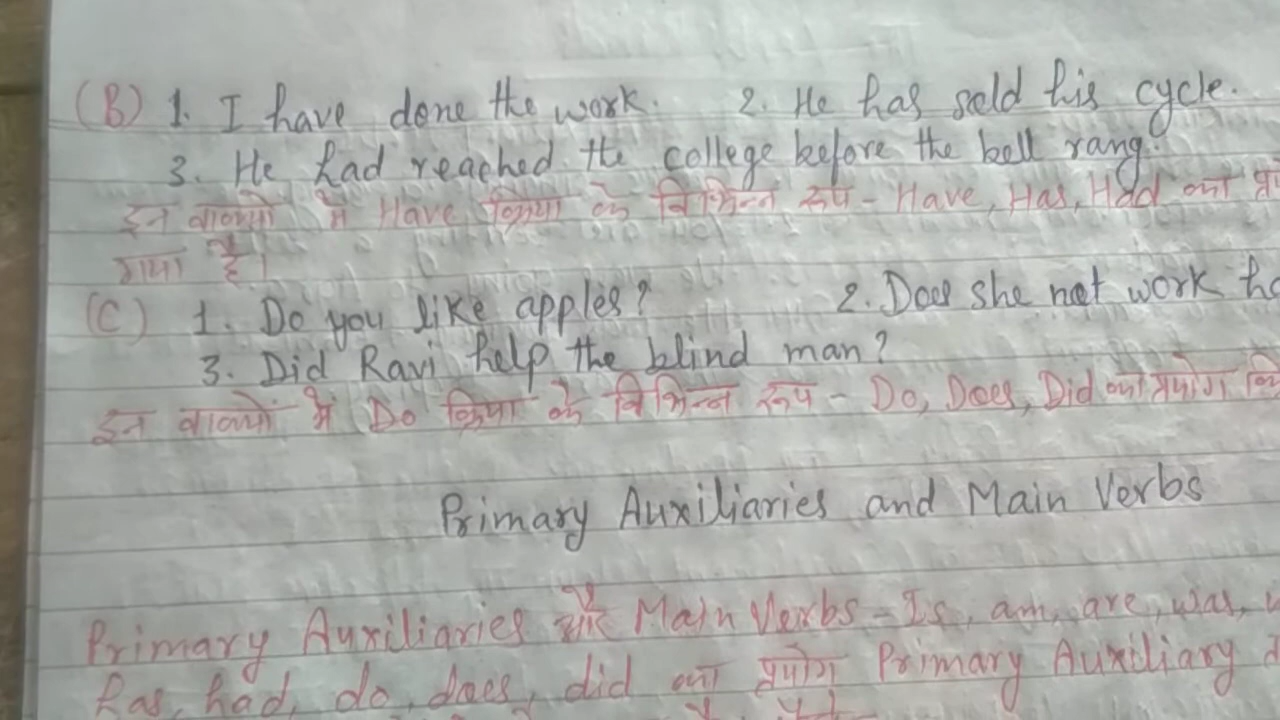 (B) 1. I have done the work. 2. He has sold his cycle.
3. He had reached the college before the bell rang.
इन वाक्यो में Have क्रिया के विभिन्न रूप - Have, Has, Had का
गया है।
(C) 1. Do you like apples? 2. Does she not work
3. Did Ravi help the blind man?
इन वाक्यों में Do क्रिया के विभिन्न रूप - Do, Does, Did का प्रयोग
Primary Auxiliaries and Main Verbs
Primary Auxiliaries और Main Verbs - Is, am, are, was,
has, had, do, does, did का प्रयोग Primary Auxiliary